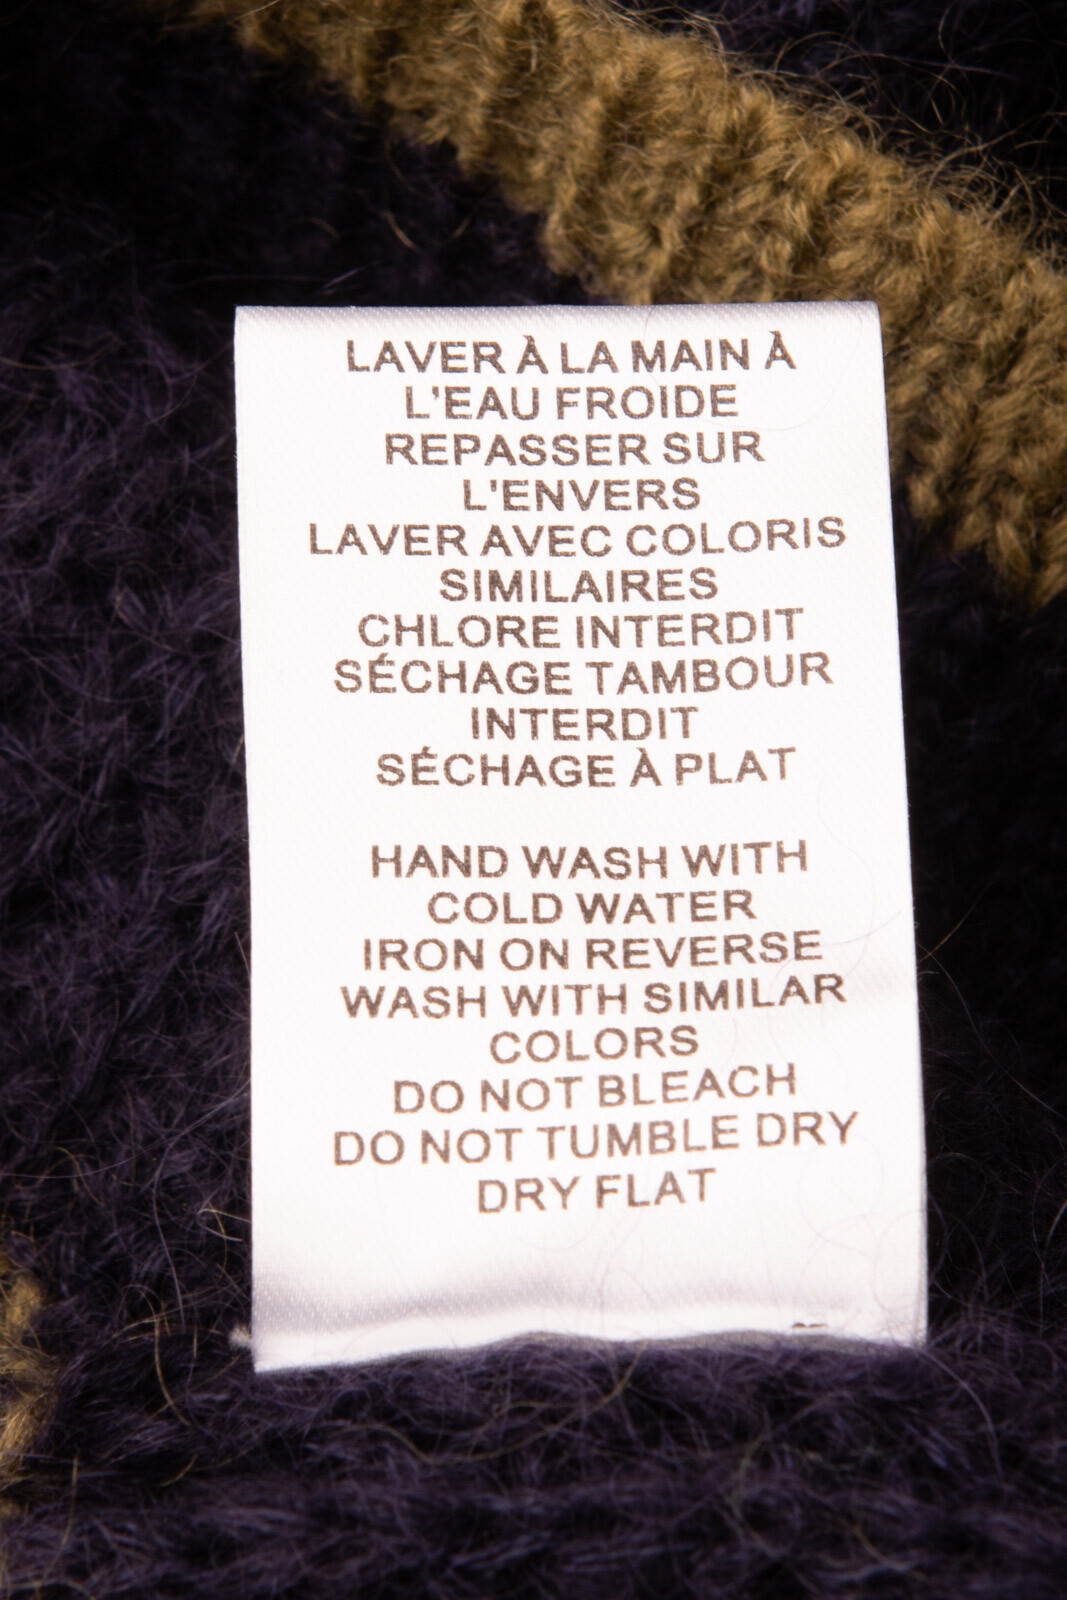 LAVER À LA MAIN À
L'EAU FROIDE
REPASSER SUR
L'ENVERS
LAVER AVEC COLORIS
SIMILAIRES
CHLORE INTERDIT
SÉCHAGE TAMBOUR
INTERDIT
SÉCHAGE À PLAT
HAND WASH WITH
COLD WATER
IRON ON REVERSE
WASH WITH SIMILAR
COLORS
DO NOT BLEACH
DO NOT TUMBLE DRY
DRY FLAT